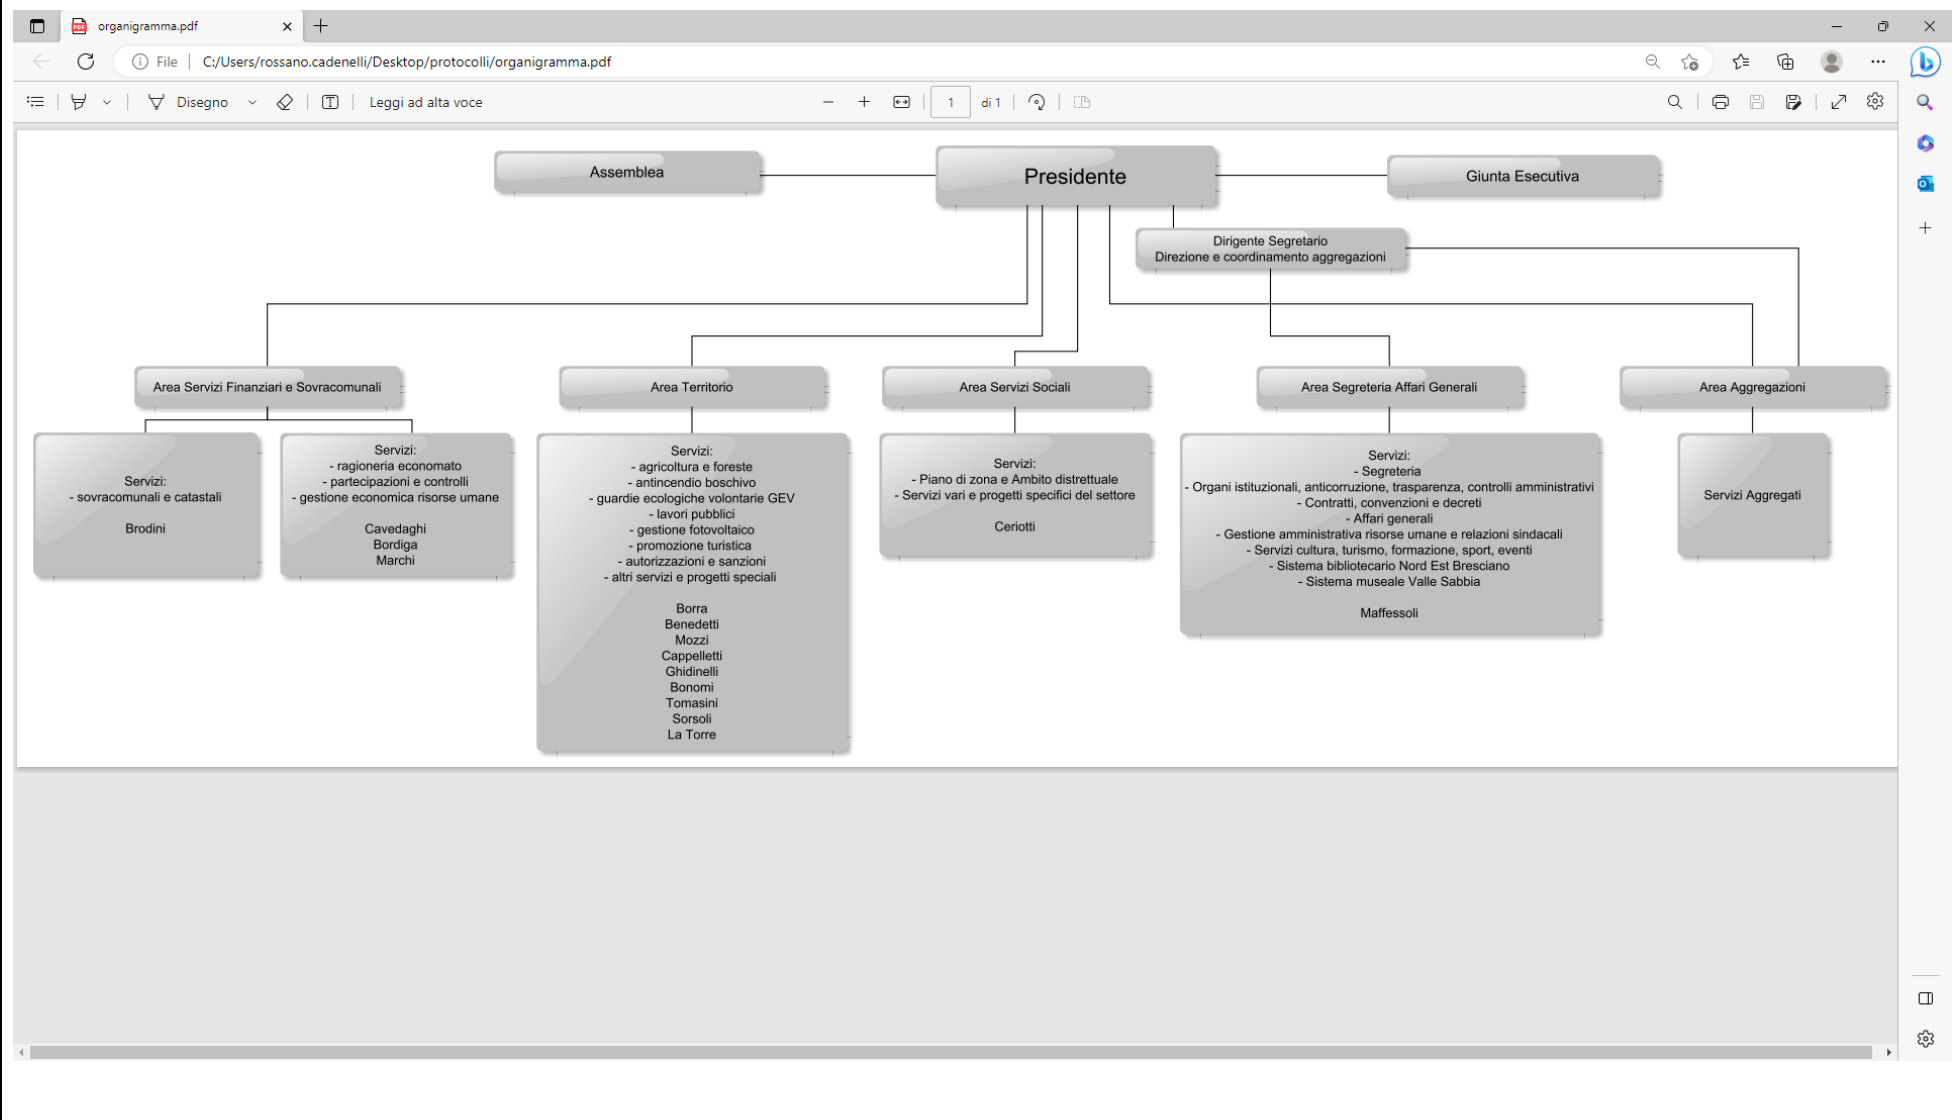 organigramma.pdf
File
C:/Users/rossano.cadenelli/Desktop/protocolli/organigramma.pdf
Disegno
Leggi ad alta voce
1
di 1
Assemblea
Presidente
Giunta Esecutiva
Dirigente Segretario
Direzione e coordinamento aggregazioni
Area Servizi Finanziari e Sovracomunali
Area Territorio
Area Servizi Sociali
Area Segreteria Affari Generali
Area Aggregazioni
Servizi:
- sovracomunali e catastali
Brodini
Servizi:
- ragioneria economato
- partecipazioni e controlli
- gestione economica risorse umane
Cavedaghi
Bordiga
Marchi
Servizi:
- agricoltura e foreste
- antincendio boschivo
- guardie ecologiche volontarie GEV
- lavori pubblici
- gestione fotovoltaico
- promozione turistica
- autorizzazioni e sanzioni
- altri servizi e progetti speciali
Borra
Benedetti
Mozzi
Cappelletti
Ghidinelli
Bonomi
Tomasini
Sorsoli
La Torre
Servizi:
- Piano di zona e Ambito distrettuale
- Servizi vari e progetti specifici del settore
Ceriotti
Servizi:
- Segreteria
- Organi istituzionali, anticorruzione, trasparenza, controlli amministrativi
- Contratti, convenzioni e decreti
- Affari generali
- Gestione amministrativa risorse umane e relazioni sindacali
- Servizi cultura, turismo, formazione, sport, eventi
- Sistema bibliotecario Nord Est Bresciano
- Sistema museale Valle Sabbia
Maffessoli
Servizi Aggregati